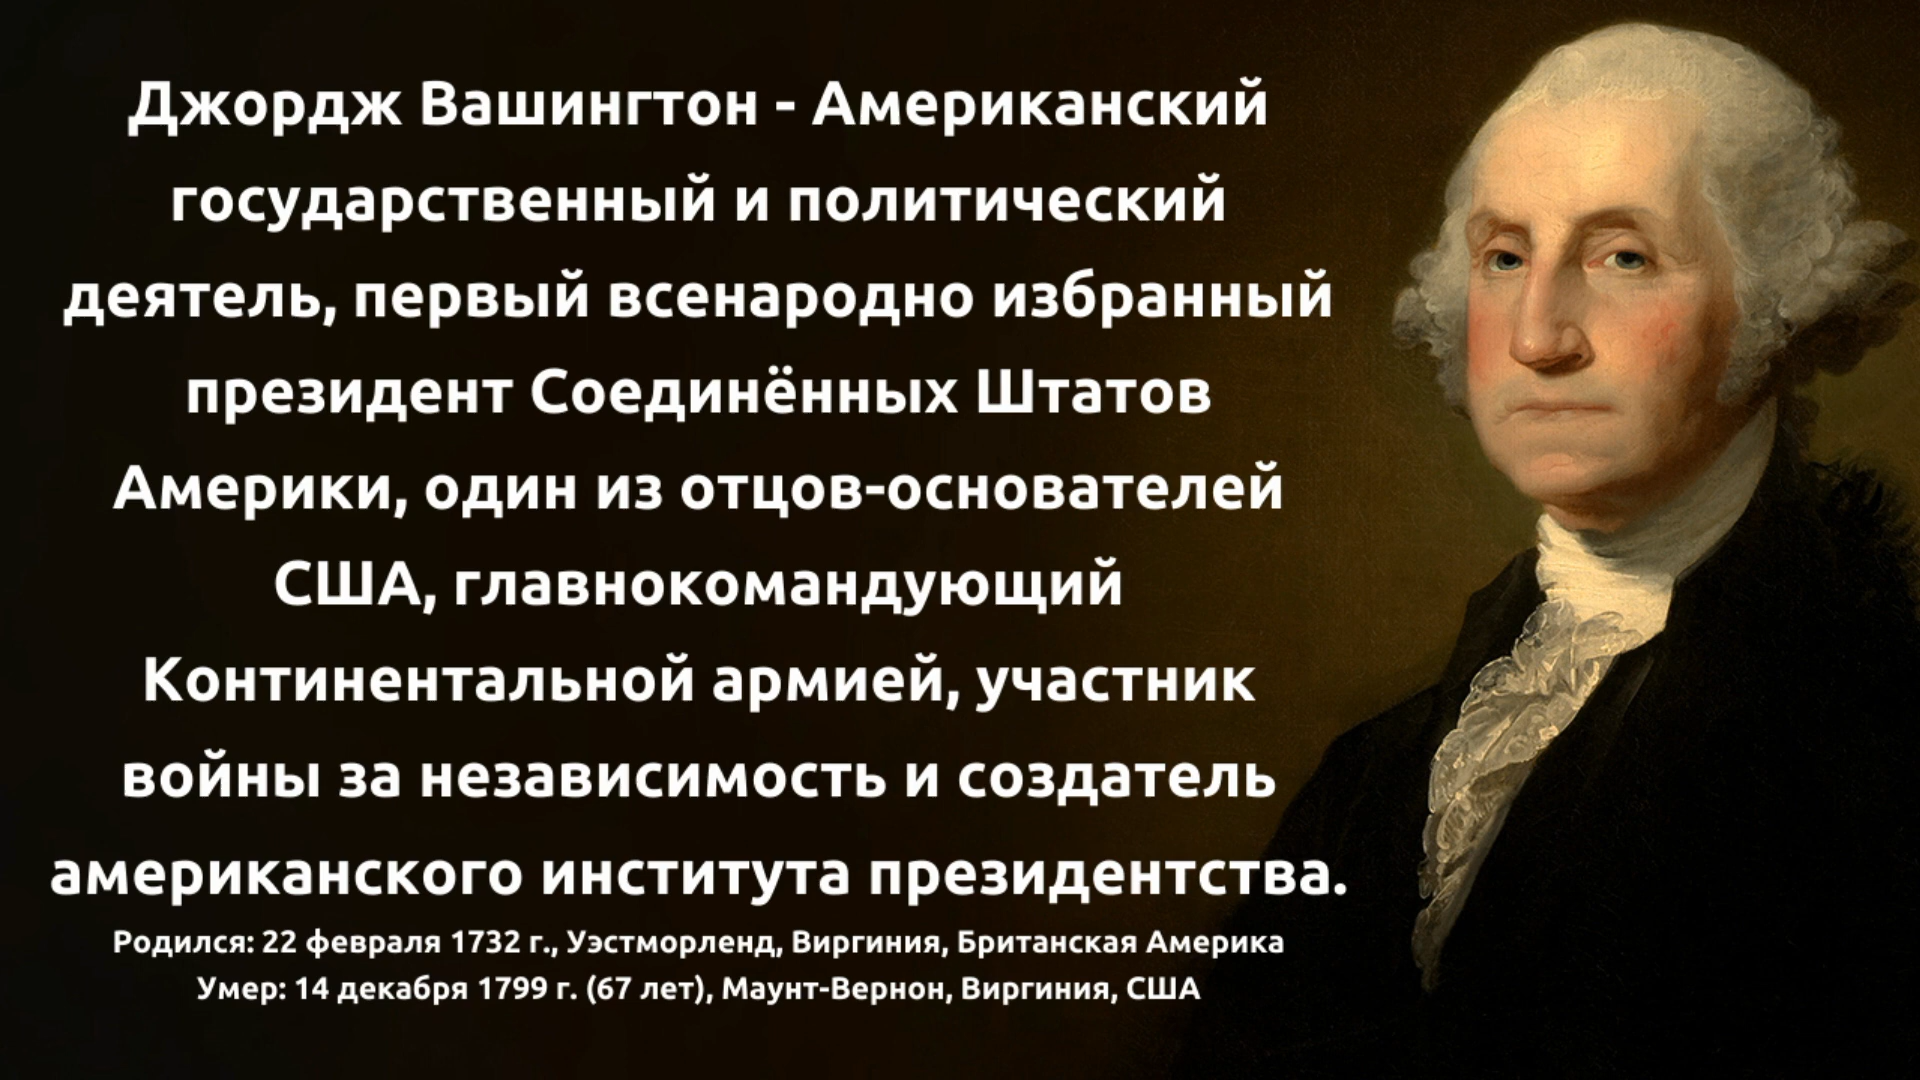 Джордж Вашингтон - Американский
государственный и политический
деятель, первый всенародно избранный
президент Соединённых Штатов
Америки, один из отцов-основателей
США, главнокомандующий
Континентальной армией, участник
войны за независимость и создатель
американского института президентства.
Родился: 22 февраля 1732 г., Уэстморленд, Виргиния, Британская Америка
Умер: 14 декабря 1799 г. (67 лет), Маунт-Вернон, Виргиния, США